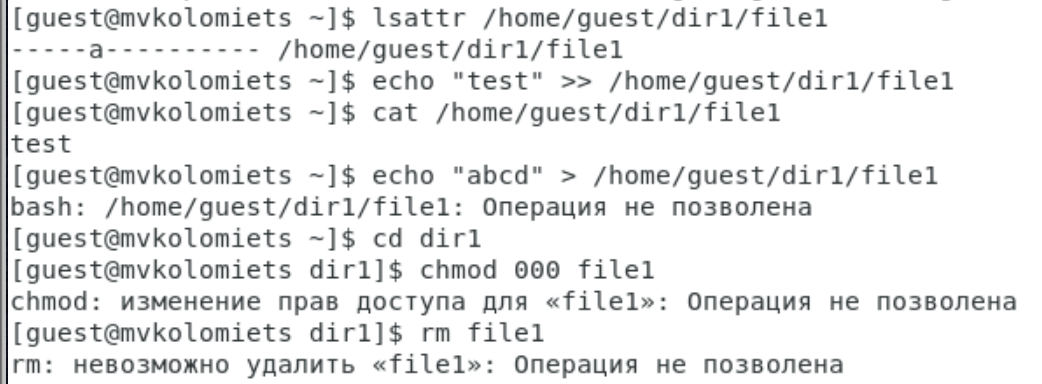 [guest@mvkolomiets ~]$ lsattr /home/guest/dir1/file1
-----a---------- /home/guest/dir1/file1
[guest@mvkolomiets ~]$ echo "test" >> /home/guest/dir1/file1
[guest@mvkolomiets ~]$ cat /home/guest/dir1/file1
test
[guest@mvkolomiets ~]$ echo "abcd" > /home/guest/dir1/file1
bash: /home/guest/dir1/file1: Операция не позволена
[guest@mvkolomiets ~]$ cd dir1
[guest@mvkolomiets dir1]$ chmod 000 file1
chmod: изменение прав доступа для «file1»: Операция не позволена
[guest@mvkolomiets dir1]$ rm file1
rm: невозможно удалить «file1»: Операция не позволена